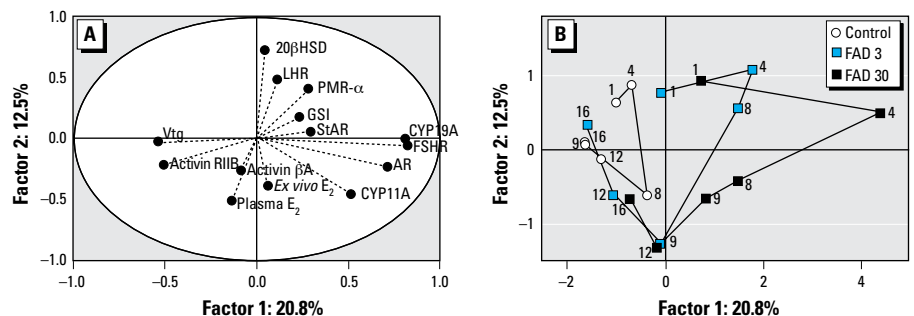 A
1.0
0.5
0.0
−0.5
−1.0
−1.0
−0.5
0.0
0.5
1.0
Factor 2: 12.5%
Factor 1: 20.8%
20βHSD
LHR
PMR-α
GSI
StAR
CYP19A
FSHR
AR
CYP11A
Vtg
Activin RIIB
Activin βA
Ex vivo E2
Plasma E2
B
Control
FAD 3
FAD 30
1
0
−1
−2
0
2
4
Factor 2: 12.5%
Factor 1: 20.8%
4
1
1
1
4
8
4
16
9
16
12
8
8
9
12
16
12
9